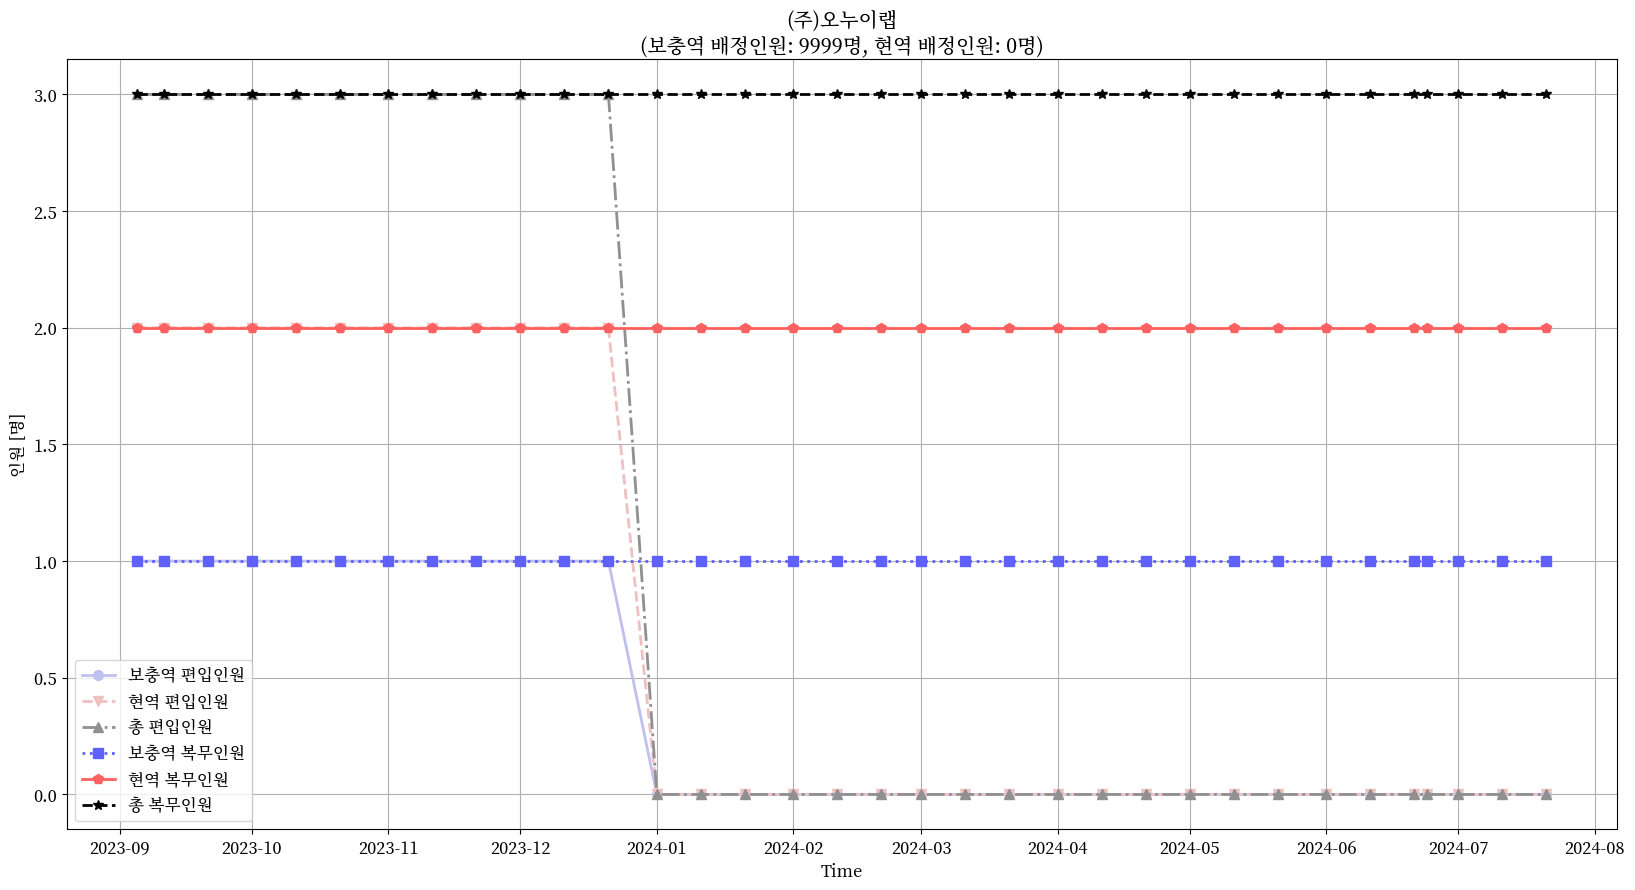 (주)오누이랩
(보충역 배정인원: 9999명, 현역 배정인원: 0명)
3.0
2.5
2.0
1.5
1.0
0.5
0.0
인원 [명]
보충역 편입인원
현역 편입인원
총 편입인원
보충역 복무인원
현역 복무인원
총 복무인원
2023-09 2023-10 2023-11 2023-12 2024-01 2024-02 2024-03 2024-04 2024-05 2024-06 2024-07 2024-08
Time